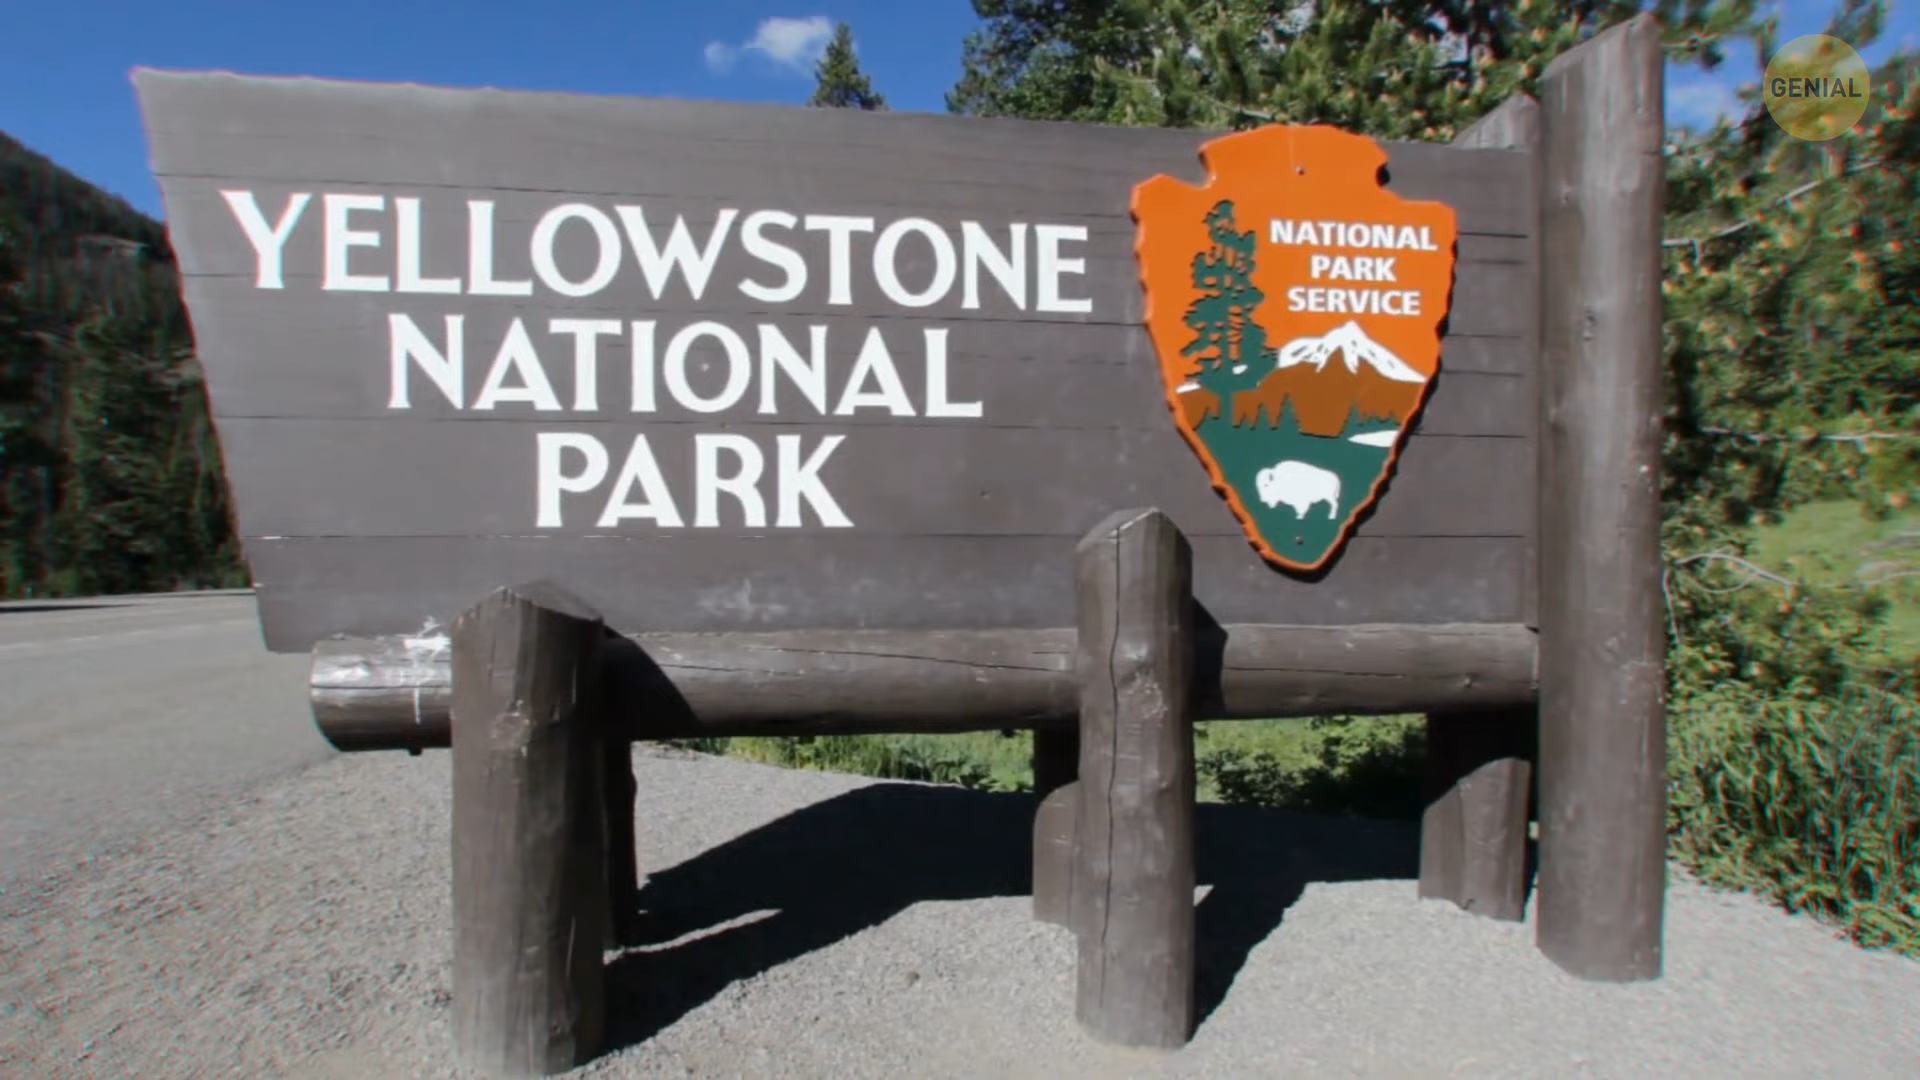 YELLOWSTONE
NATIONAL
PARK
NATIONAL
PARK
SERVICE
GENIAL